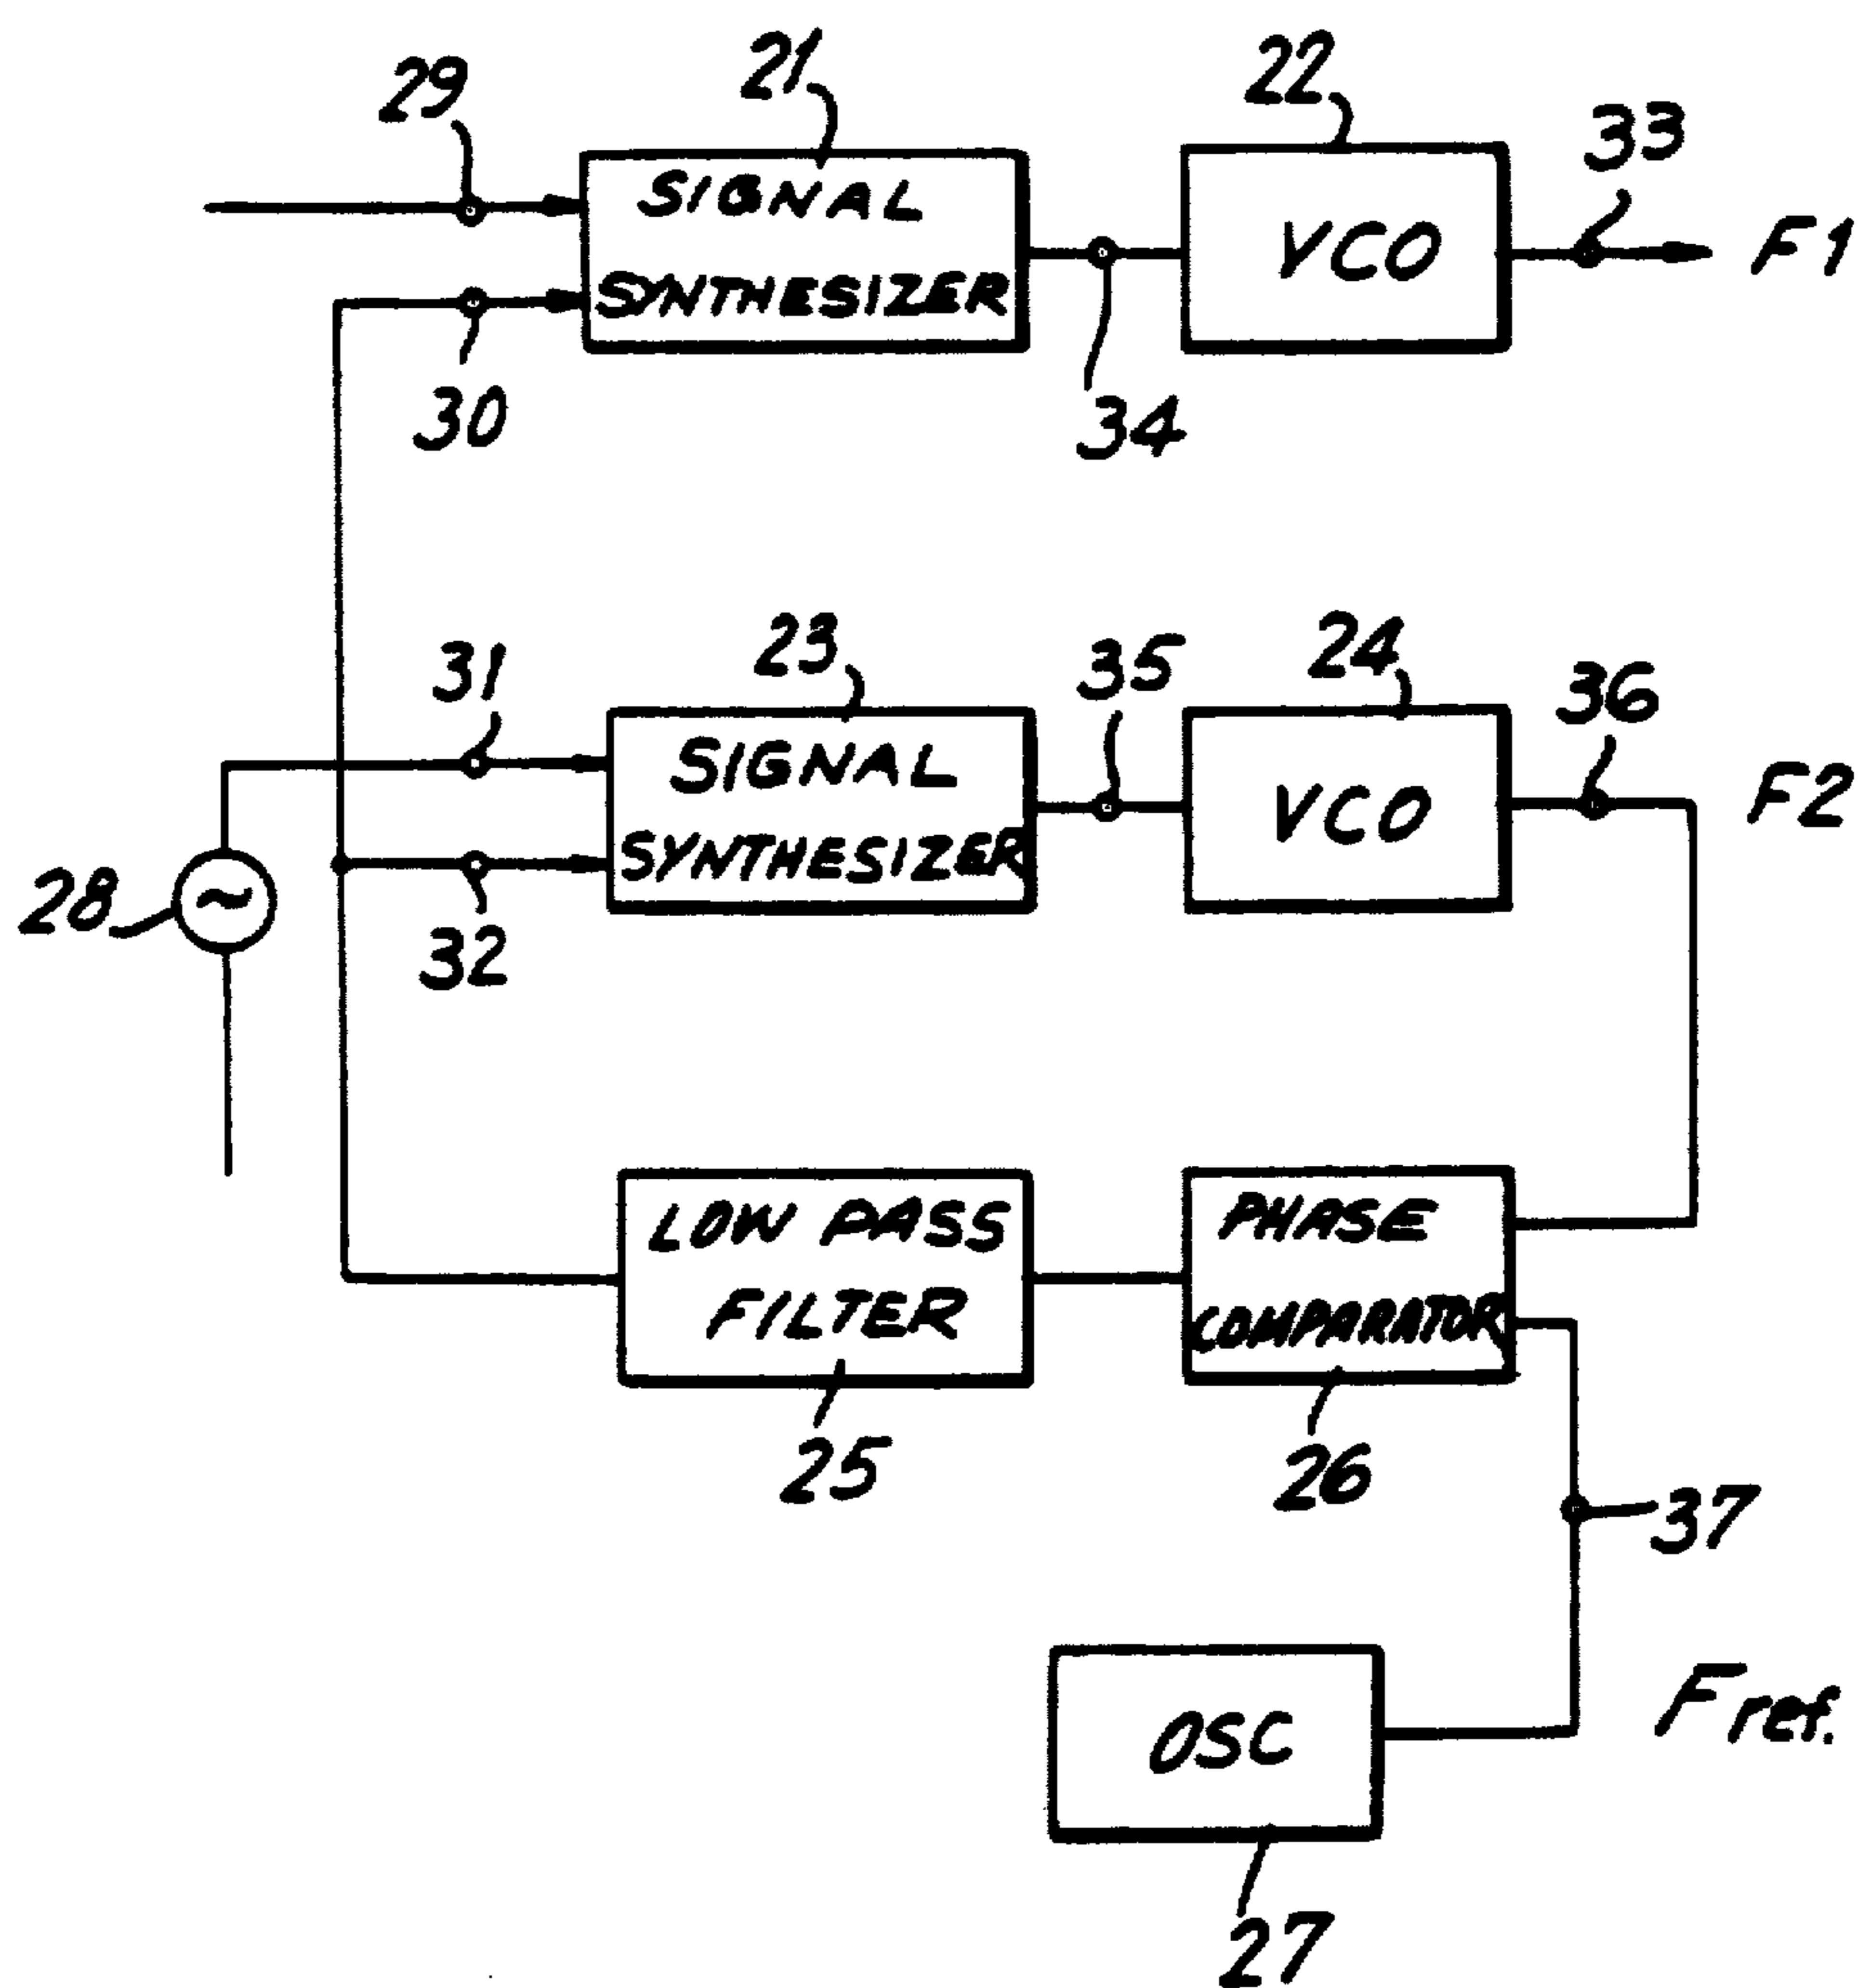 29
21
22
33
SIGNAL
SYNTHESIZER
VCO
F1
30
34
31
23
35
24
36
SIGNAL
SYNTHESIZER
VCO
F2
28
~
32
LOW PASS
FILTER
PHASE
COMPARATOR
25
26
37
OSC
Fref.
27